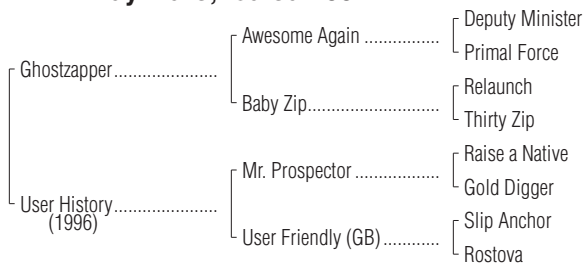 Deputy Minister
Awesome Again ................
Primal Force
Ghostzapper......................
Relaunch
Baby Zip............................
Thirty Zip
Raise a Native
Mr. Prospector ..................
Gold Digger
User History......................
(1996)
Slip Anchor
User Friendly (GB)............
Rostova